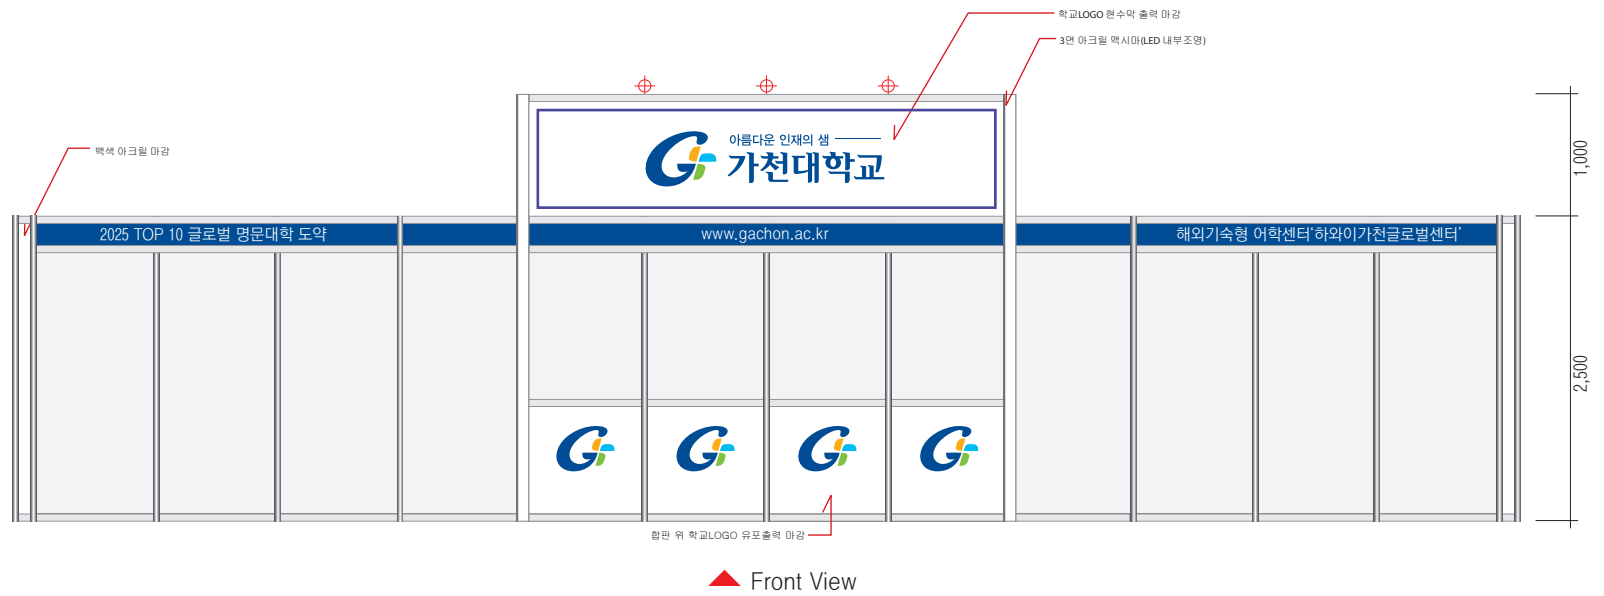 학교LOGO 현수막 출력 마감
3면 아크릴 맥시마(LED 내부조명)
백색 아크릴 마감
아름다운 인재의 샘
가천대학교
1,000
2025 TOP 10 글로벌 명문대학 도약
www.gachon.ac.kr
해외기숙형 어학센터'하와이가천글로벌센터'
2,500
합판 위 학교LOGO 유포출력 마감
Front View